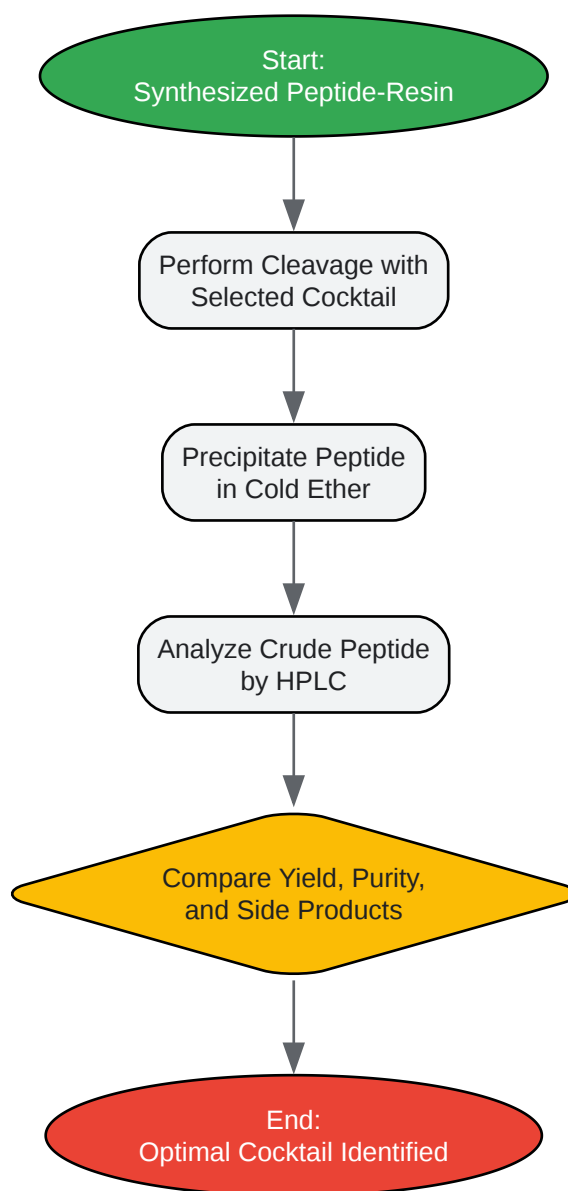 Start:
Synthesized Peptide-Resin
Perform Cleavage with
Selected Cocktail
Precipitate Peptide
in Cold Ether
Analyze Crude Peptide
by HPLC
Compare Yield, Purity,
and Side Products
End:
Optimal Cocktail Identified